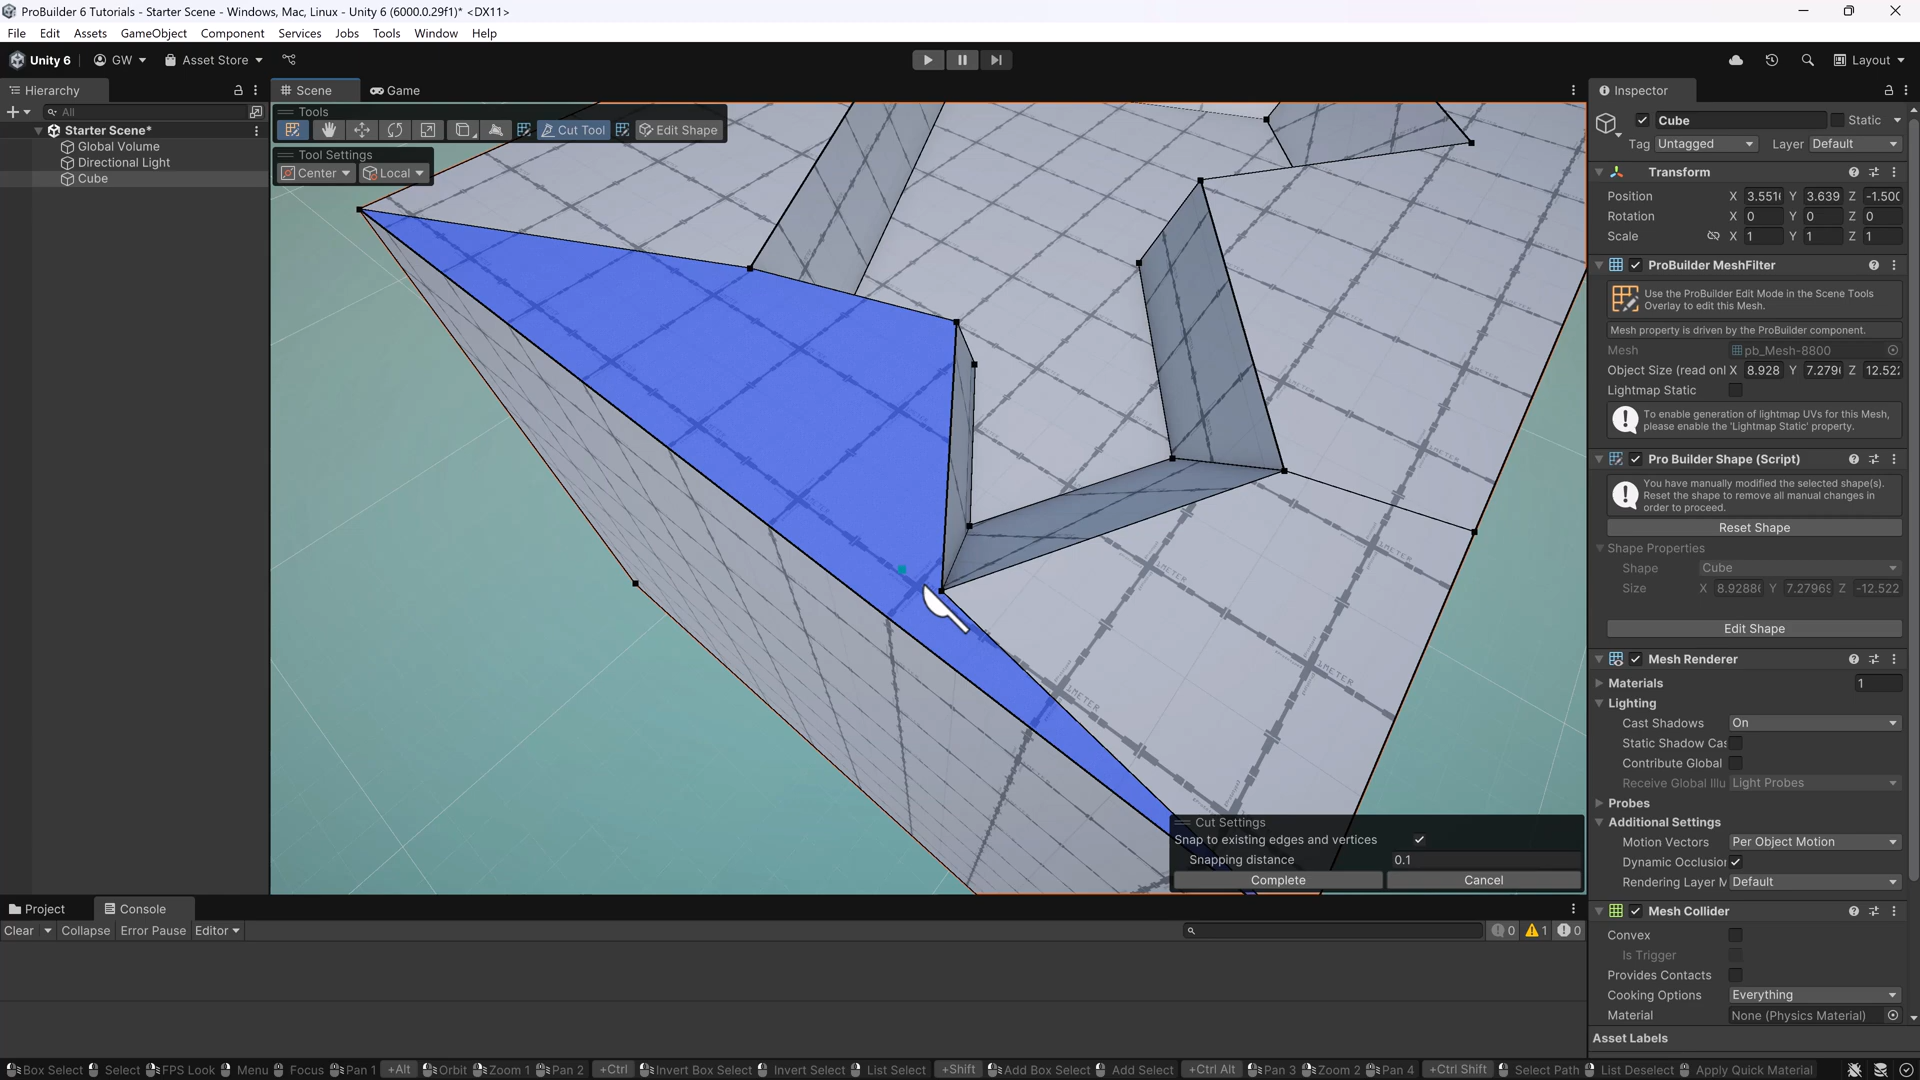 ProBuilder 6 Tutorials - Starter Scene - Windows, Mac, Linux - Unity 6 (6000.0.29f1)* <DX11>
File Edit Assets GameObject Component Services Jobs Tools Window Help
Unity 6 GW Asset Store Layout
Hierarchy
All
Starter Scene*
Global Volume
Directional Light
Cube
Scene Game
Tools
Cut Tool Edit Shape
Tool Settings
Center Local
1METER
1METER
1METER
Cut Settings
Snap to existing edges and vertices
Snapping distance 0.1
Complete Cancel
Inspector
Cube Static
Tag Untagged Layer Default
Transform
Position X 3.551 Y 3.639 Z -1.500
Rotation X 0 Y 0 Z 0
Scale X 1 Y 1 Z 1
ProBuilder MeshFilter
Use the ProBuilder Edit Mode in the Scene Tools
Overlay to edit this Mesh.
Mesh property is driven by the ProBuilder component.
Mesh pb_Mesh-8800
Object Size (read onl X 8.928 Y 7.279 Z 12.522
Lightmap Static
To enable generation of lightmap UVs for this Mesh,
please enable the 'Lightmap Static' property.
Pro Builder Shape (Script)
You have manually modified the selected shape(s).
Reset the shape to remove all manual changes in
order to proceed.
Reset Shape
Shape Properties
Shape Cube
Size X 8.9288 Y 7.2796 Z -12.522
Edit Shape
Mesh Renderer
Materials 1
Lighting
Cast Shadows On
Static Shadow Cas
Contribute Global
Receive Global Illu Light Probes
Probes
Additional Settings
Motion Vectors Per Object Motion
Dynamic Occlusion
Rendering Layer M Default
Mesh Collider
Convex
Is Trigger
Provides Contacts
Cooking Options Everything
Material None (Physics Material)
Asset Labels
Project Console
Clear Collapse Error Pause Editor 0 1 0
Box Select Select FPS Look Menu Focus Pan 1 +Alt Orbit Zoom 1 Pan 2 +Ctrl Invert Box Select Invert Select List Select +Shift Add Box Select Add Select +Ctrl Alt Pan 3 Zoom 2 Pan 4 +Ctrl Shift Select Path List Deselect Apply Quick Material